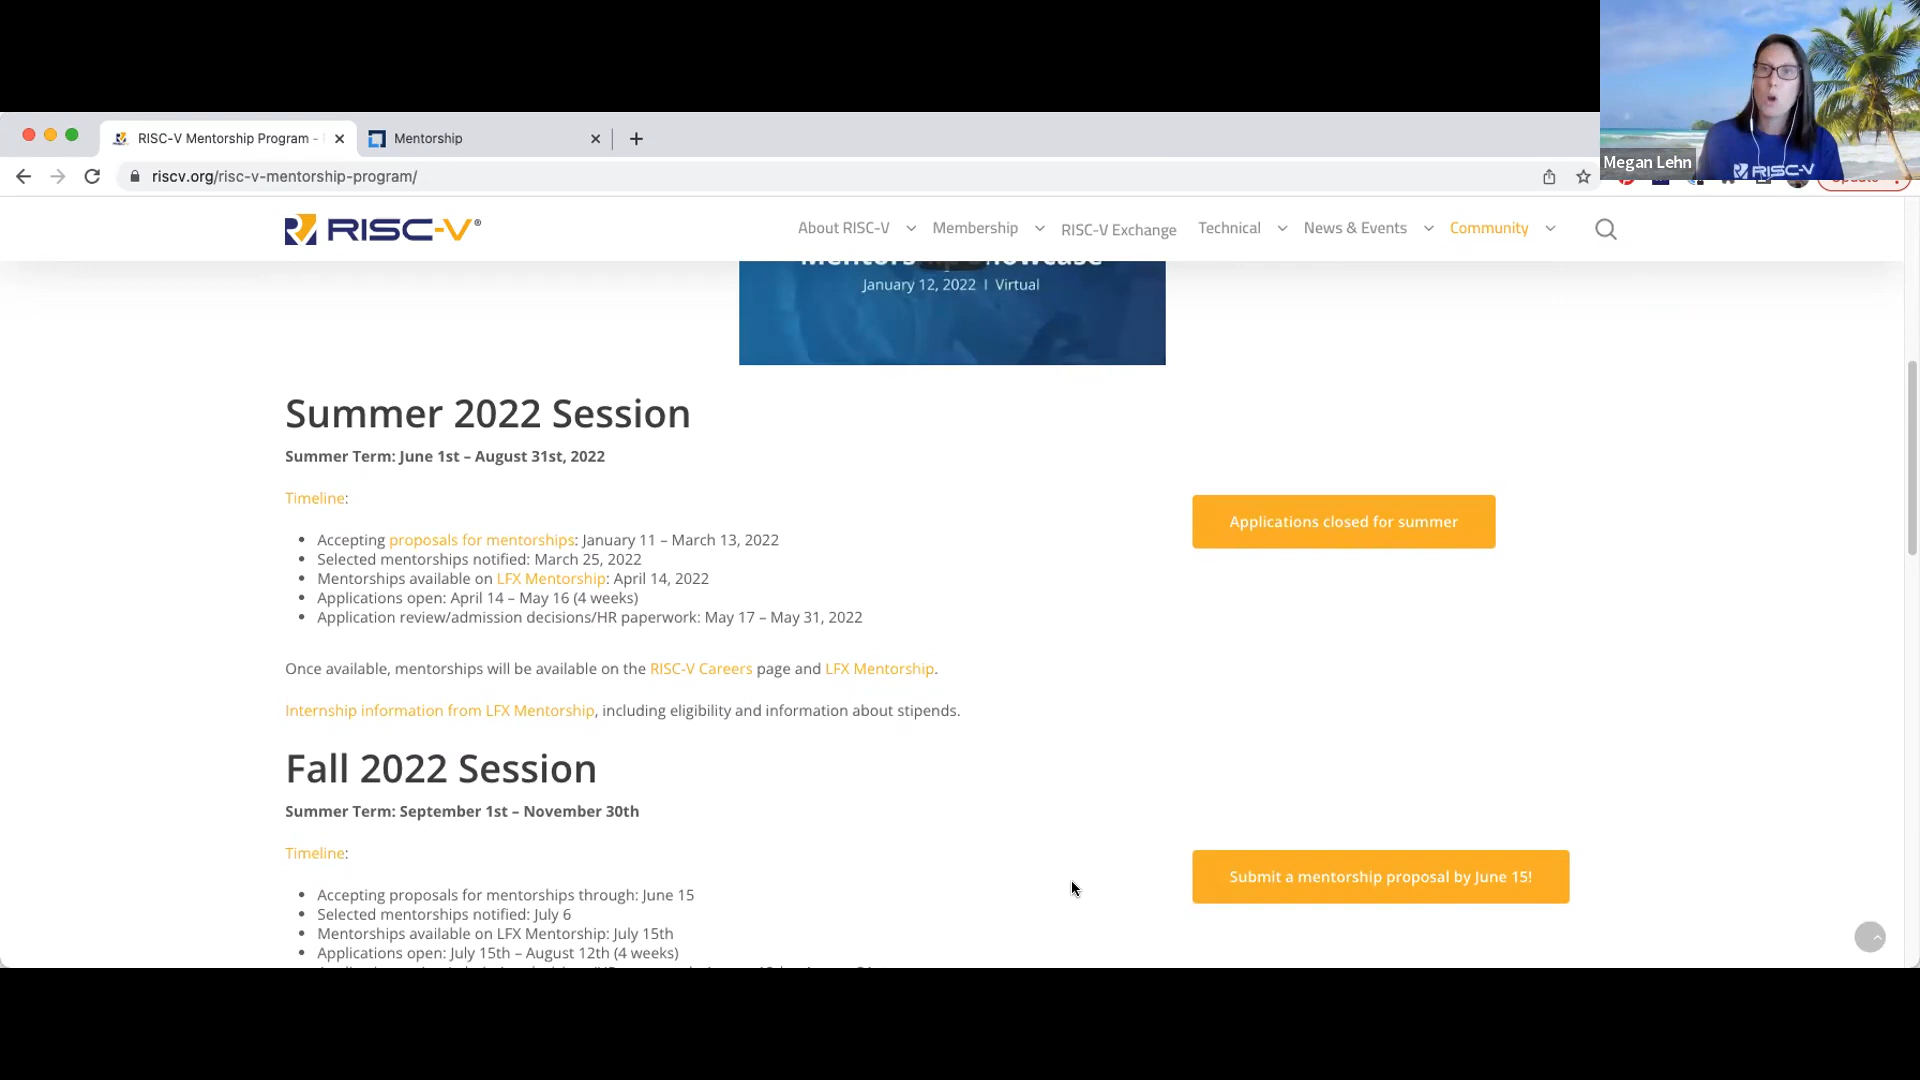 Megan Lehn
RISC-V
RISC-V Mentorship Program -
Mentorship
riscv.org/risc-v-mentorship-program/
RISC-V®
About RISC-V
Membership
RISC-V Exchange
Technical
News & Events
Community
January 12, 2022 | Virtual
Summer 2022 Session
Summer Term: June 1st – August 31st, 2022
Timeline:
Applications closed for summer
• Accepting proposals for mentorships: January 11 – March 13, 2022
• Selected mentorships notified: March 25, 2022
• Mentorships available on LFX Mentorship: April 14, 2022
• Applications open: April 14 – May 16 (4 weeks)
• Application review/admission decisions/HR paperwork: May 17 – May 31, 2022
Once available, mentorships will be available on the RISC-V Careers page and LFX Mentorship.
Internship information from LFX Mentorship, including eligibility and information about stipends.
Fall 2022 Session
Summer Term: September 1st – November 30th
Timeline:
Submit a mentorship proposal by June 15!
• Accepting proposals for mentorships through: June 15
• Selected mentorships notified: July 6
• Mentorships available on LFX Mentorship: July 15th
• Applications open: July 15th – August 12th (4 weeks)